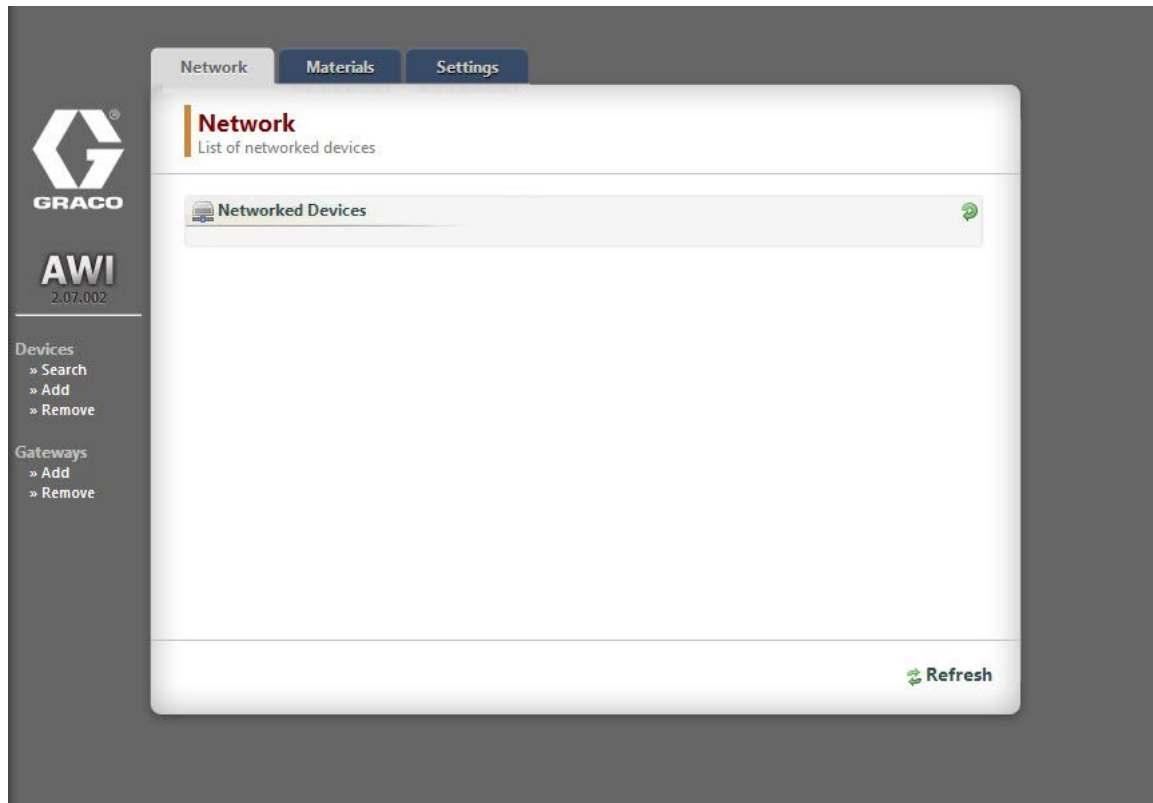 Network
Materials
Settings
®
GRACO
AWI
2.07.002
Devices
» Search
» Add
» Remove
Gateways
» Add
» Remove
Network
List of networked devices
Networked Devices
Refresh